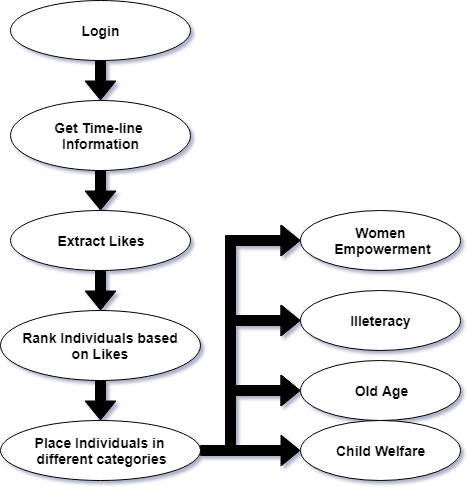 Login
Get Time-line
Information
Extract Likes
Rank Individuals based
on Likes
Place Individuals in
different categories
Women
Empowerment
Illeteracy
Old Age
Child Welfare